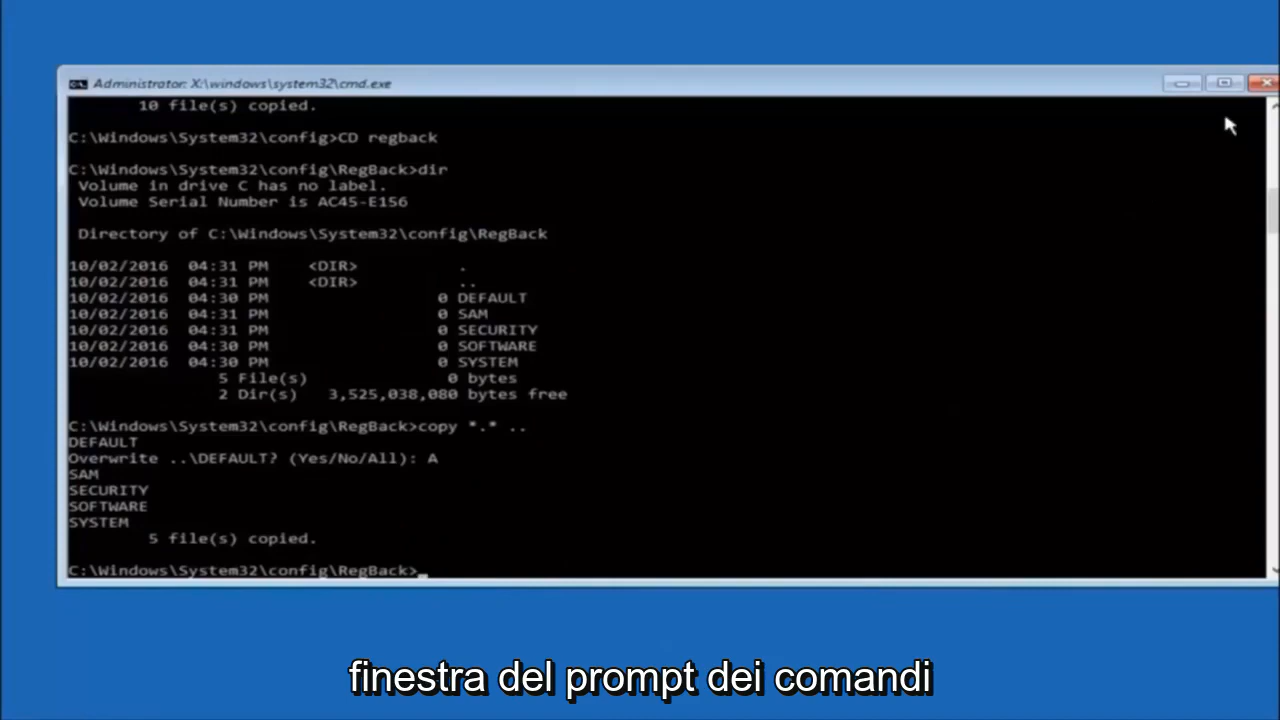 Administrator: X:\windows\system32\cmd.exe
10 file(s) copied.
C:\Windows\System32\config>CD regback
C:\Windows\System32\config\RegBack>dir
Volume in drive C has no label.
Volume Serial Number is AC45-E156
Directory of C:\Windows\System32\config\RegBack
10/02/2016 04:31 PM <DIR> .
10/02/2016 04:31 PM <DIR> ..
10/02/2016 04:30 PM 0 DEFAULT
10/02/2016 04:31 PM 0 SAM
10/02/2016 04:31 PM 0 SECURITY
10/02/2016 04:30 PM 0 SOFTWARE
10/02/2016 04:30 PM 0 SYSTEM
5 File(s) 0 bytes
2 Dir(s) 3,525,038,080 bytes free
C:\Windows\System32\config\RegBack>copy *.* ..
DEFAULT
Overwrite ..\DEFAULT? (Yes/No/All): A
SAM
SECURITY
SOFTWARE
SYSTEM
5 file(s) copied.
C:\Windows\System32\config\RegBack>_
finestra del prompt dei comandi